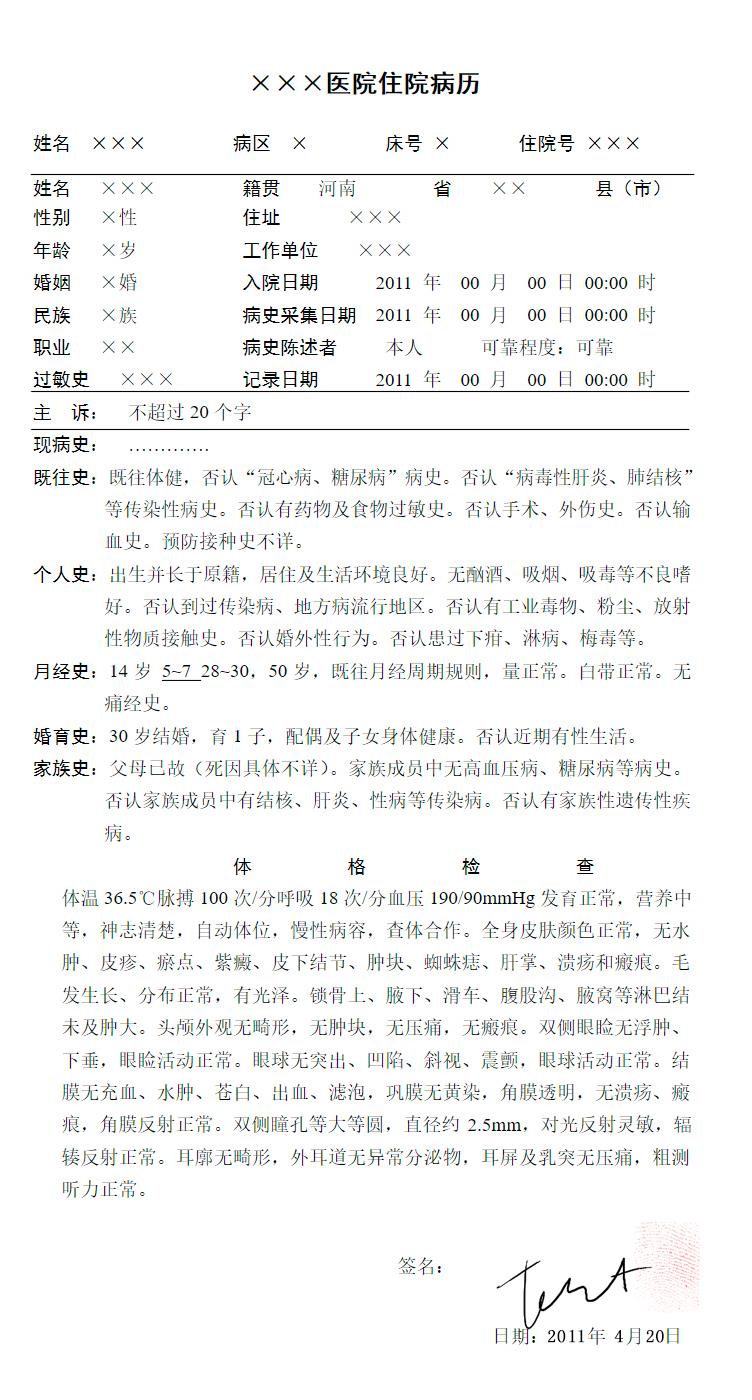 ×××医院住院病历
姓名 ××× 病区 × 床号 × 住院号 ×××
姓名 ××× 籍贯 河南 省 ×× 县（市）
性别 ×性 住址 ×××
年龄 ×岁 工作单位 ×××
婚姻 ×婚 入院日期 2011 年 00 月 00 日 00:00 时
民族 ×族 病史采集日期 2011 年 00 月 00 日 00:00 时
职业 ×× 病史陈述者 本人 可靠程度：可靠
过敏史 ××× 记录日期 2011 年 00 月 00 日 00:00 时
主 诉： 不超过 20 个字
现病史： .............
既往史：既往体健，否认“冠心病、糖尿病”病史。否认“病毒性肝炎、肺结核”
等传染性病史。否认有药物及食物过敏史。否认手术、外伤史。否认输
血史。预防接种史不详。
个人史：出生并长于原籍，居住及生活环境良好。无酗酒、吸烟、吸毒等不良嗜
好。否认到过传染病、地方病流行地区。否认有工业毒物、粉尘、放射
性物质接触史。否认婚外性行为。否认患过下疳、淋病、梅毒等。
月经史：14 岁 5~7 28~30，50 岁，既往月经周期规则，量正常。白带正常。无
痛经史。
婚育史：30 岁结婚，育 1 子，配偶及子女身体健康。否认近期有性生活。
家族史：父母已故（死因具体不详）。家族成员中无高血压病、糖尿病等病史。
否认家族成员中有结核、肝炎、性病等传染病。否认有家族性遗传性疾
病。
体 格 检 查
体温 36.5℃脉搏 100 次/分呼吸 18 次/分血压 190/90mmHg 发育正常，营养中
等，神志清楚，自动体位，慢性病容，查体合作。全身皮肤颜色正常，无水
肿、皮疹、瘀点、紫癜、皮下结节、肿块、蜘蛛痣、肝掌、溃疡和瘢痕。毛
发生长、分布正常，有光泽。锁骨上、腋下、滑车、腹股沟、腋窝等淋巴结
未及肿大。头颅外观无畸形，无肿块，无压痛，无瘢痕。双侧眼睑无浮肿、
下垂，眼睑活动正常。眼球无突出、凹陷、斜视、震颤，眼球活动正常。结
膜无充血、水肿、苍白、出血、滤泡，巩膜无黄染，角膜透明，无溃疡、瘢
痕，角膜反射正常。双侧瞳孔等大等圆，直径约 2.5mm，对光反射灵敏，辐
辏反射正常。耳廓无畸形，外耳道无异常分泌物，耳屏及乳突无压痛，粗测
听力正常。
签名：
日期：2011年 4月20日